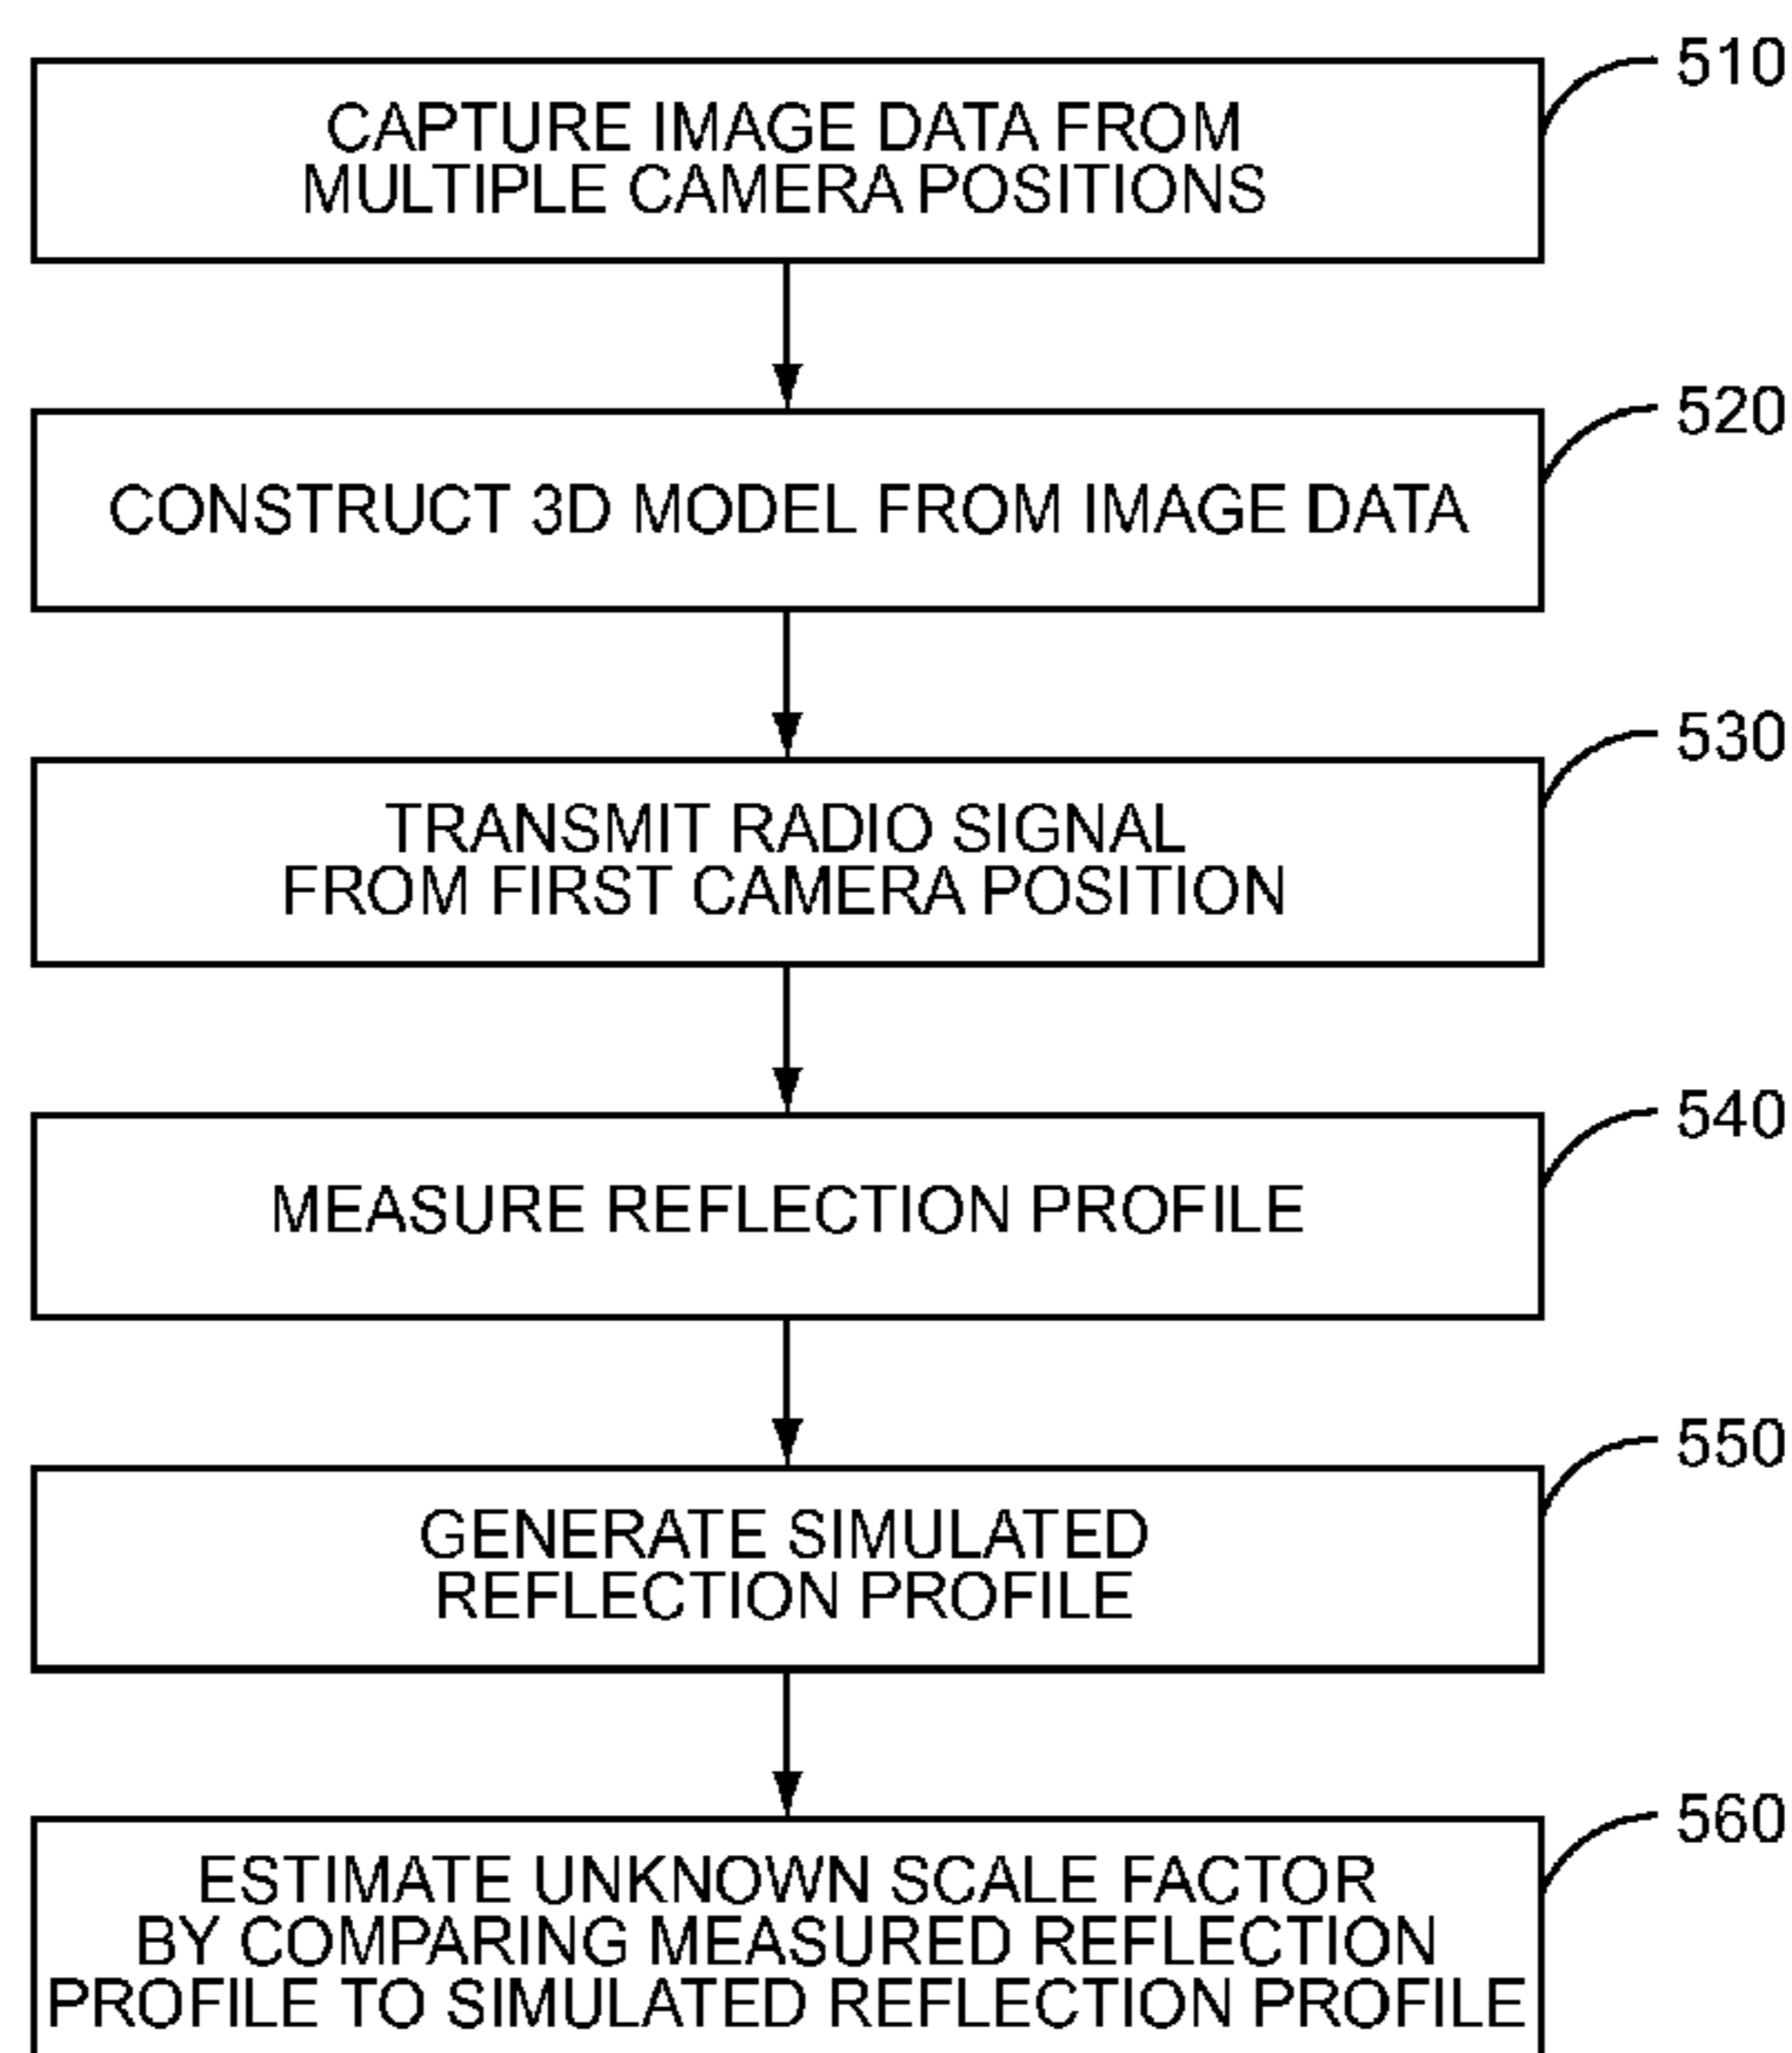 510
CAPTURE IMAGE DATA FROM
MULTIPLE CAMERA POSITIONS
520
CONSTRUCT 3D MODEL FROM IMAGE DATA
530
TRANSMIT RADIO SIGNAL
FROM FIRST CAMERA POSITION
540
MEASURE REFLECTION PROFILE
550
GENERATE SIMULATED
REFLECTION PROFILE
560
ESTIMATE UNKNOWN SCALE FACTOR
BY COMPARING MEASURED REFLECTION
PROFILE TO SIMULATED REFLECTION PROFILE